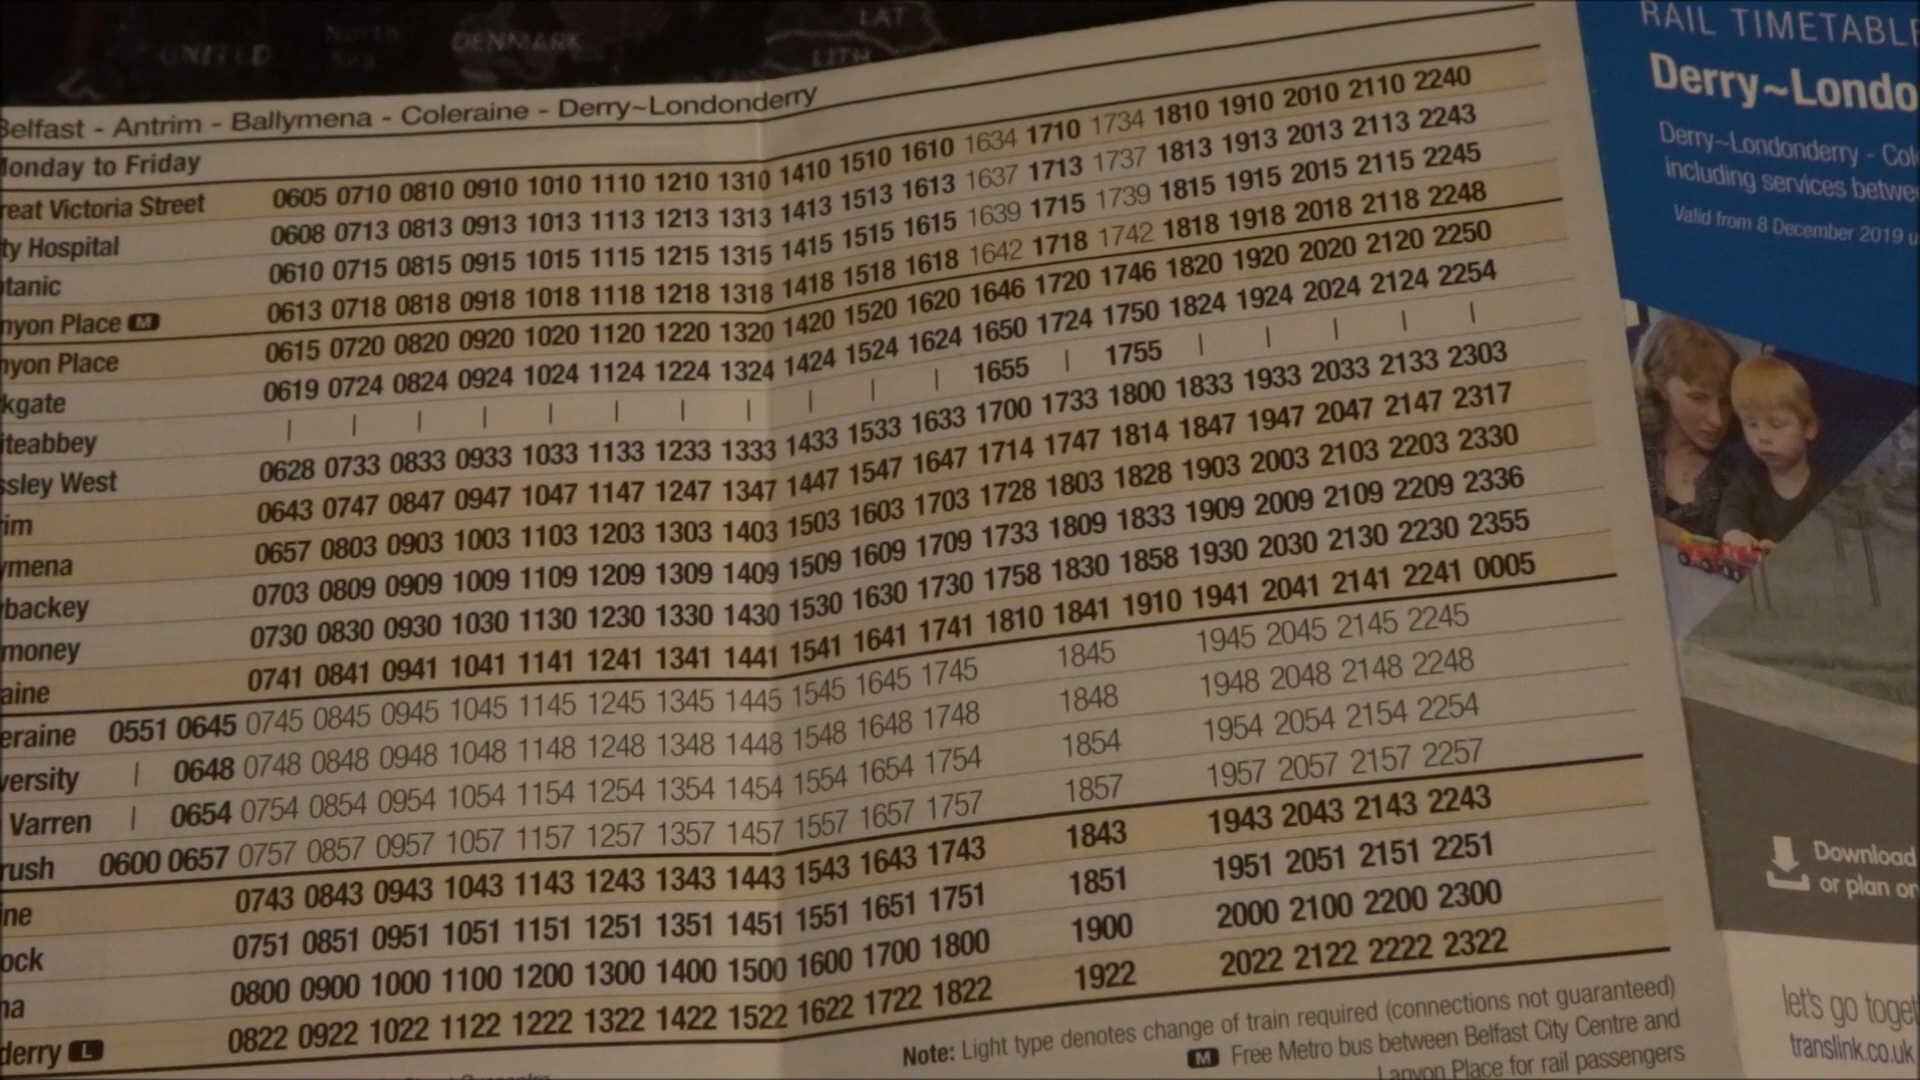 UNITED
North
Sea
DENMARK
LAT
LITH
Belfast - Antrim - Ballymena - Coleraine - Derry~Londonderry
Monday to Friday
reat Victoria Street 0605 0710 0810 0910 1010 1110 1210 1310 1410 1510 1610 1634 1710 1734 1810 1910 2010 2110 2240
ty Hospital 0608 0713 0813 0913 1013 1113 1213 1313 1413 1513 1613 1637 1713 1737 1813 1913 2013 2113 2243
tanic 0610 0715 0815 0915 1015 1115 1215 1315 1415 1515 1615 1639 1715 1739 1815 1915 2015 2115 2245
nyon Place M 0613 0718 0818 0918 1018 1118 1218 1318 1418 1518 1618 1642 1718 1742 1818 1918 2018 2118 2248
nyon Place 0615 0720 0820 0920 1020 1120 1220 1320 1420 1520 1620 1646 1720 1746 1820 1920 2020 2120 2250
kgate 0619 0724 0824 0924 1024 1124 1224 1324 1424 1524 1624 1650 1724 1750 1824 1924 2024 2124 2254
iteabbey | | | | | | | | | | | 1655 | 1755 | | | | |
ssley West 0628 0733 0833 0933 1033 1133 1233 1333 1433 1533 1633 1700 1733 1800 1833 1933 2033 2133 2303
im 0643 0747 0847 0947 1047 1147 1247 1347 1447 1547 1647 1714 1747 1814 1847 1947 2047 2147 2317
mena 0657 0803 0903 1003 1103 1203 1303 1403 1503 1603 1703 1728 1803 1828 1903 2003 2103 2203 2330
backey 0703 0809 0909 1009 1109 1209 1309 1409 1509 1609 1709 1733 1809 1833 1909 2009 2109 2209 2336
money 0730 0830 0930 1030 1130 1230 1330 1430 1530 1630 1730 1758 1830 1858 1930 2030 2130 2230 2355
aine 0741 0841 0941 1041 1141 1241 1341 1441 1541 1641 1741 1810 1841 1910 1941 2041 2141 2241 0005
eraine 0551 0645 0745 0845 0945 1045 1145 1245 1345 1445 1545 1645 1745 1845 1945 2045 2145 2245
versity | 0648 0748 0848 0948 1048 1148 1248 1348 1448 1548 1648 1748 1848 1948 2048 2148 2248
Varren | 0654 0754 0854 0954 1054 1154 1254 1354 1454 1554 1654 1754 1854 1954 2054 2154 2254
rush 0600 0657 0757 0857 0957 1057 1157 1257 1357 1457 1557 1657 1757 1857 1957 2057 2157 2257
ine 0743 0843 0943 1043 1143 1243 1343 1443 1543 1643 1743 1843 1943 2043 2143 2243
ock 0751 0851 0951 1051 1151 1251 1351 1451 1551 1651 1751 1851 1951 2051 2151 2251
na 0800 0900 1000 1100 1200 1300 1400 1500 1600 1700 1800 1900 2000 2100 2200 2300
derry L 0822 0922 1022 1122 1222 1322 1422 1522 1622 1722 1822 1922 2022 2122 2222 2322
Note: Light type denotes change of train required (connections not guaranteed)
M Free Metro bus between Belfast City Centre and
Lanyon Place for rail passengers
RAIL TIMETABLE
Derry~Londo
Derry~Londonderry - Col
including services betwe
Valid from 8 December 2019 u
Download
or plan on
let's go toget
translink.co.uk